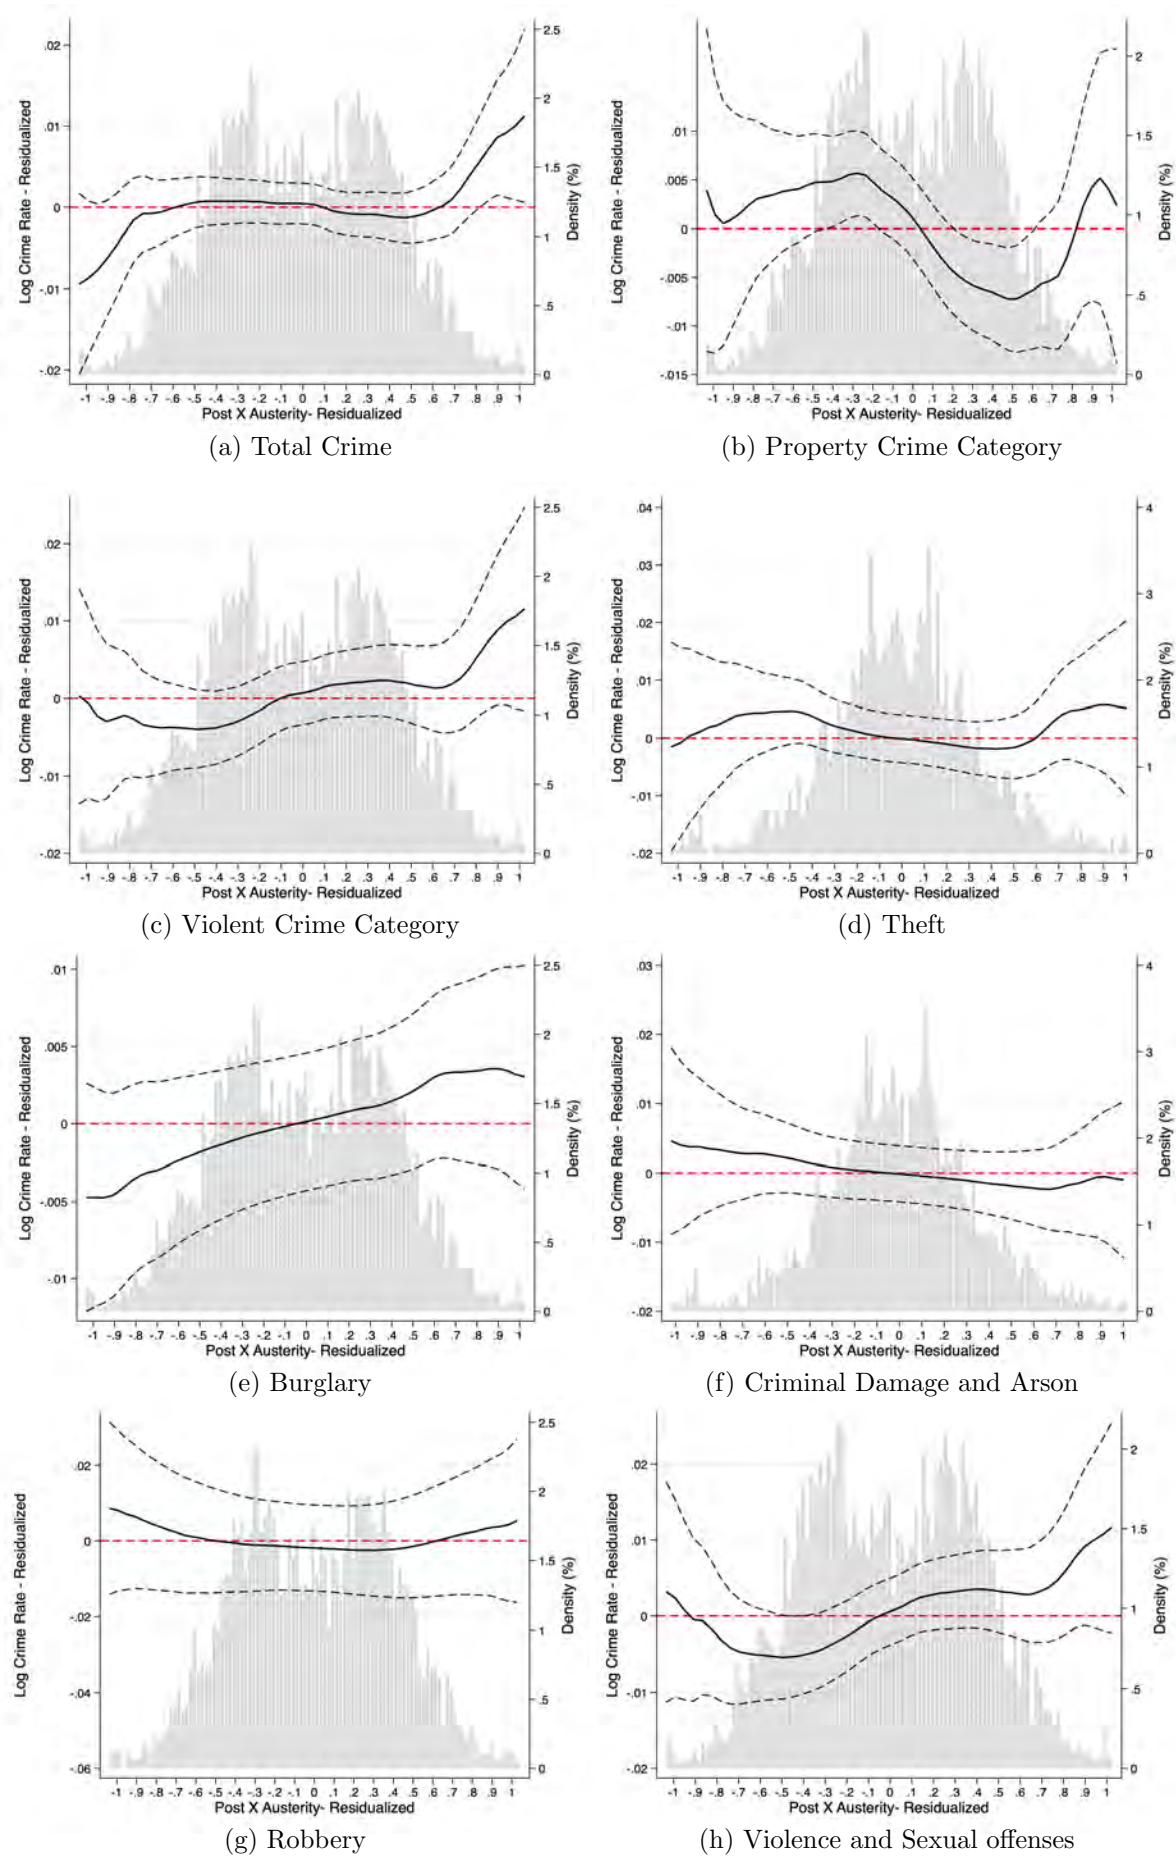 Log Crime Rate - Residualized
.02
.01
0
-.01
-.02
2.5
2
1.5
1
.5
0
Density (%)
-1 -.9 -.8 -.7 -.6 -.5 -.4 -.3 -.2 -.1 0 .1 .2 .3 .4 .5 .6 .7 .8 .9 1
Post X Austerity- Residualized
(a) Total Crime
Log Crime Rate - Residualized
.01
.005
0
-.005
-.01
-.015
2
1.5
1
.5
0
Density (%)
-1 -.9 -.8 -.7 -.6 -.5 -.4 -.3 -.2 -.1 0 .1 .2 .3 .4 .5 .6 .7 .8 .9 1
Post X Austerity- Residualized
(b) Property Crime Category
Log Crime Rate - Residualized
.02
.01
0
-.01
-.02
2.5
2
1.5
1
.5
0
Density (%)
-1 -.9 -.8 -.7 -.6 -.5 -.4 -.3 -.2 -.1 0 .1 .2 .3 .4 .5 .6 .7 .8 .9 1
Post X Austerity- Residualized
(c) Violent Crime Category
Log Crime Rate - Residualized
.04
.03
.02
.01
0
-.01
-.02
4
3
2
1
0
Density (%)
-1 -.9 -.8 -.7 -.6 -.5 -.4 -.3 -.2 -.1 0 .1 .2 .3 .4 .5 .6 .7 .8 .9 1
Post X Austerity- Residualized
(d) Theft
Log Crime Rate - Residualized
.01
.005
0
-.005
-.01
2.5
2
1.5
1
.5
0
Density (%)
-1 -.9 -.8 -.7 -.6 -.5 -.4 -.3 -.2 -.1 0 .1 .2 .3 .4 .5 .6 .7 .8 .9 1
Post X Austerity- Residualized
(e) Burglary
Log Crime Rate - Residualized
.03
.02
.01
0
-.01
-.02
4
3
2
1
0
Density (%)
-1 -.9 -.8 -.7 -.6 -.5 -.4 -.3 -.2 -.1 0 .1 .2 .3 .4 .5 .6 .7 .8 .9 1
Post X Austerity- Residualized
(f) Criminal Damage and Arson
Log Crime Rate - Residualized
.02
0
-.02
-.04
-.06
2.5
2
1.5
1
.5
0
Density (%)
-1 -.9 -.8 -.7 -.6 -.5 -.4 -.3 -.2 -.1 0 .1 .2 .3 .4 .5 .6 .7 .8 .9 1
Post X Austerity- Residualized
(g) Robbery
Log Crime Rate - Residualized
.02
.01
0
-.01
-.02
2
1.5
1
.5
0
Density (%)
-1 -.9 -.8 -.7 -.6 -.5 -.4 -.3 -.2 -.1 0 .1 .2 .3 .4 .5 .6 .7 .8 .9 1
Post X Austerity- Residualized
(h) Violence and Sexual offenses